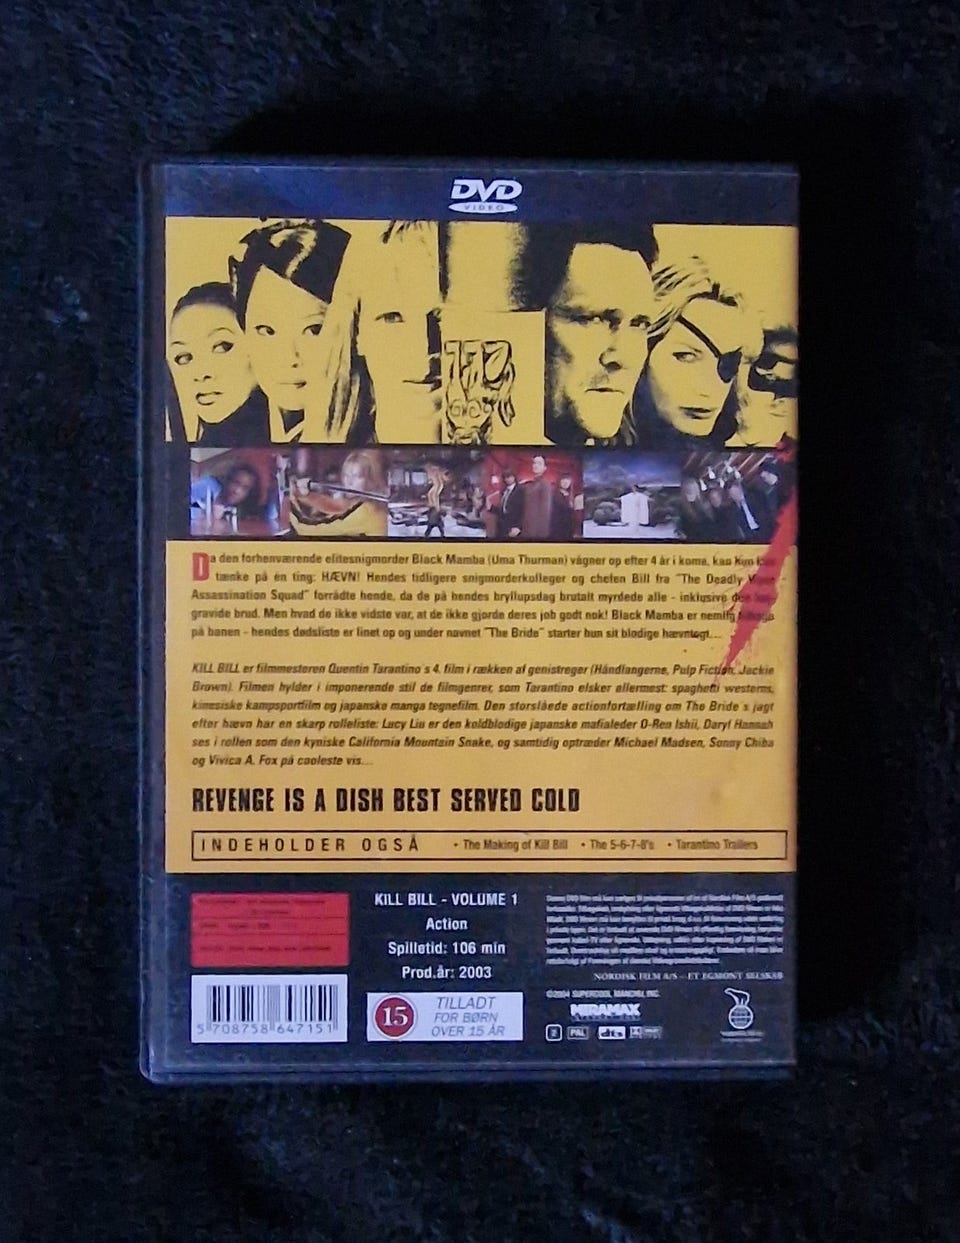 DVD
VIDEO
Da den forhenværende elitesnigmorder Black Mamba (Uma Thurman) vågner op efter 4 år i koma, kan hun
tænke på én ting: HÆVN! Hendes tidligere snigmorderkolleger og chefen Bill fra "The Deadly Viper
Assassination Squad" forrådte hende, da de på hendes bryllupsdag brutalt myrdede alle - inklusive den
gravide brud. Men hvad de ikke vidste var, at de ikke gjorde deres job godt nok! Black Mamba er nemlig tilbage
på banen - hendes dødsliste er linet op og under navnet "The Bride" starter hun sit blodige hævntogt....
KILL BILL er filmmesteren Quentin Tarantino´s 4. film i rækken af genistreger (Håndlangerne, Pulp Fiction, Jackie
Brown). Filmen hylder i imponerende stil de filmgenrer, som Tarantino elsker allermest: spaghetti westerns,
kinesiske kampsportfilm og japanske manga tegnefilm. Den storslåede actionfortælling om The Bride´s jagt
efter hævn har en skarp rolleliste: Lucy Liu er den koldblodige japanske mafialeder O-Ren Ishii, Daryl Hannah
ses i rollen som den kyniske California Mountain Snake, og samtidig optræder Michael Madsen, Sonny Chiba
og Vivica A. Fox på cooleste vis....
REVENGE IS A DISH BEST SERVED COLD
INDEHOLDER OGSÅ • The Making of Kill Bill • The 5-6-7-8's • Tarantino Trailers
KILL BILL - VOLUME 1
Action
Spilletid: 106 min
Prod.år: 2003
5 708758 647151
15 TILLADT
FOR BØRN
OVER 15 ÅR
NORDISK FILM A/S - ET EGMONT SELSKAB
©2004 SUPERCOOL MANCHU, INC.
MIRAMAX
2 PAL dts